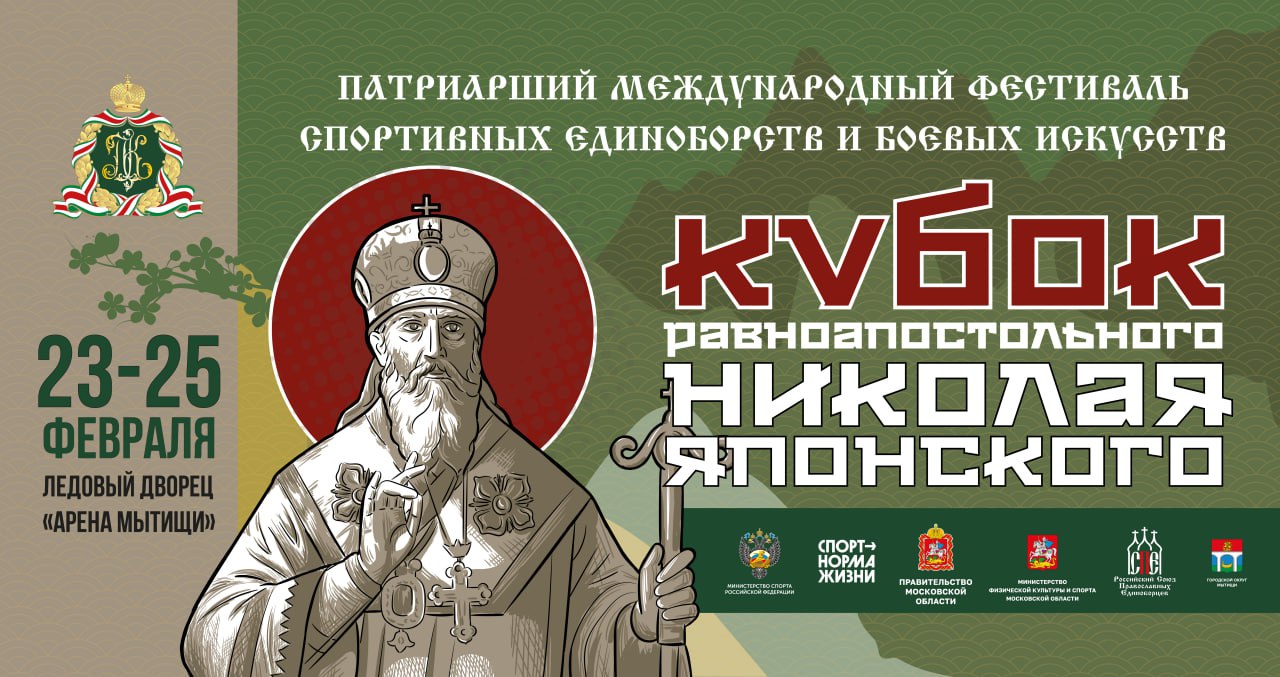 ПАТРИАРШИЙ МЕЖДУНАРОДНЫЙ ФЕСТИВАЛЬ
СПОРТИВНЫХ ЕДИНОБОРСТВ И БОЕВЫХ ИСКУССТВ
КУБОК
РАВНОАПОСТОЛЬНОГО
НИКОЛАЯ
ЯПОНСКОГО
23-25
ФЕВРАЛЯ
ЛЕДОВЫЙ ДВОРЕЦ
«АРЕНА МЫТИЩИ»
МИНИСТЕРСТВО СПОРТА
РОССИЙСКОЙ ФЕДЕРАЦИИ
СПОРТ→
НОРМА
ЖИЗНИ
ПРАВИТЕЛЬСТВО
МОСКОВСКОЙ
ОБЛАСТИ
МИНИСТЕРСТВО
ФИЗИЧЕСКОЙ КУЛЬТУРЫ И СПОРТА
МОСКОВСКОЙ ОБЛАСТИ
Российский Союз
Православных
Единоборцев
ГОРОДСКОЙ ОКРУГ
МЫТИЩИ